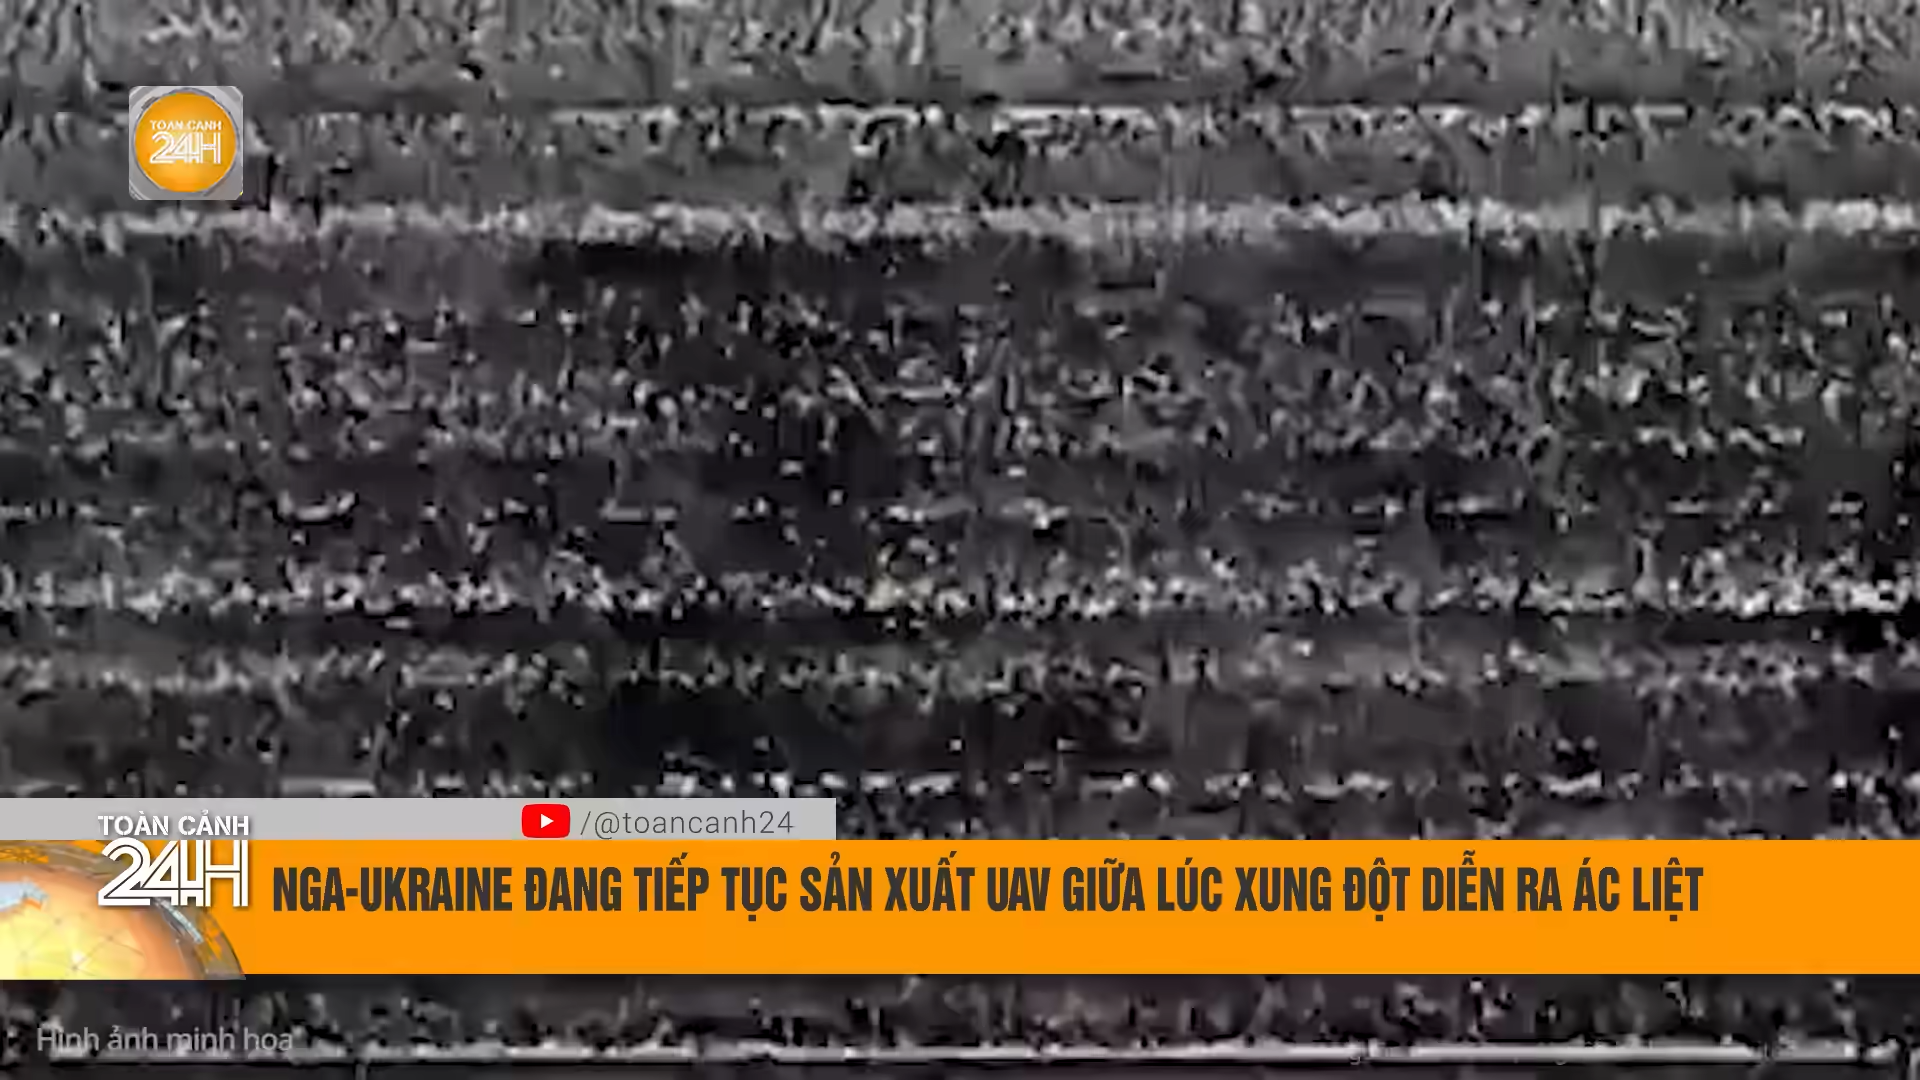 TOÀN CẢNH
24H
/@toancanh24
TOÀN CẢNH
24H
NGA-UKRAINE ĐANG TIẾP TỤC SẢN XUẤT UAV GIỮA LÚC XUNG ĐỘT DIỄN RA ÁC LIỆT
Hình ảnh minh họa